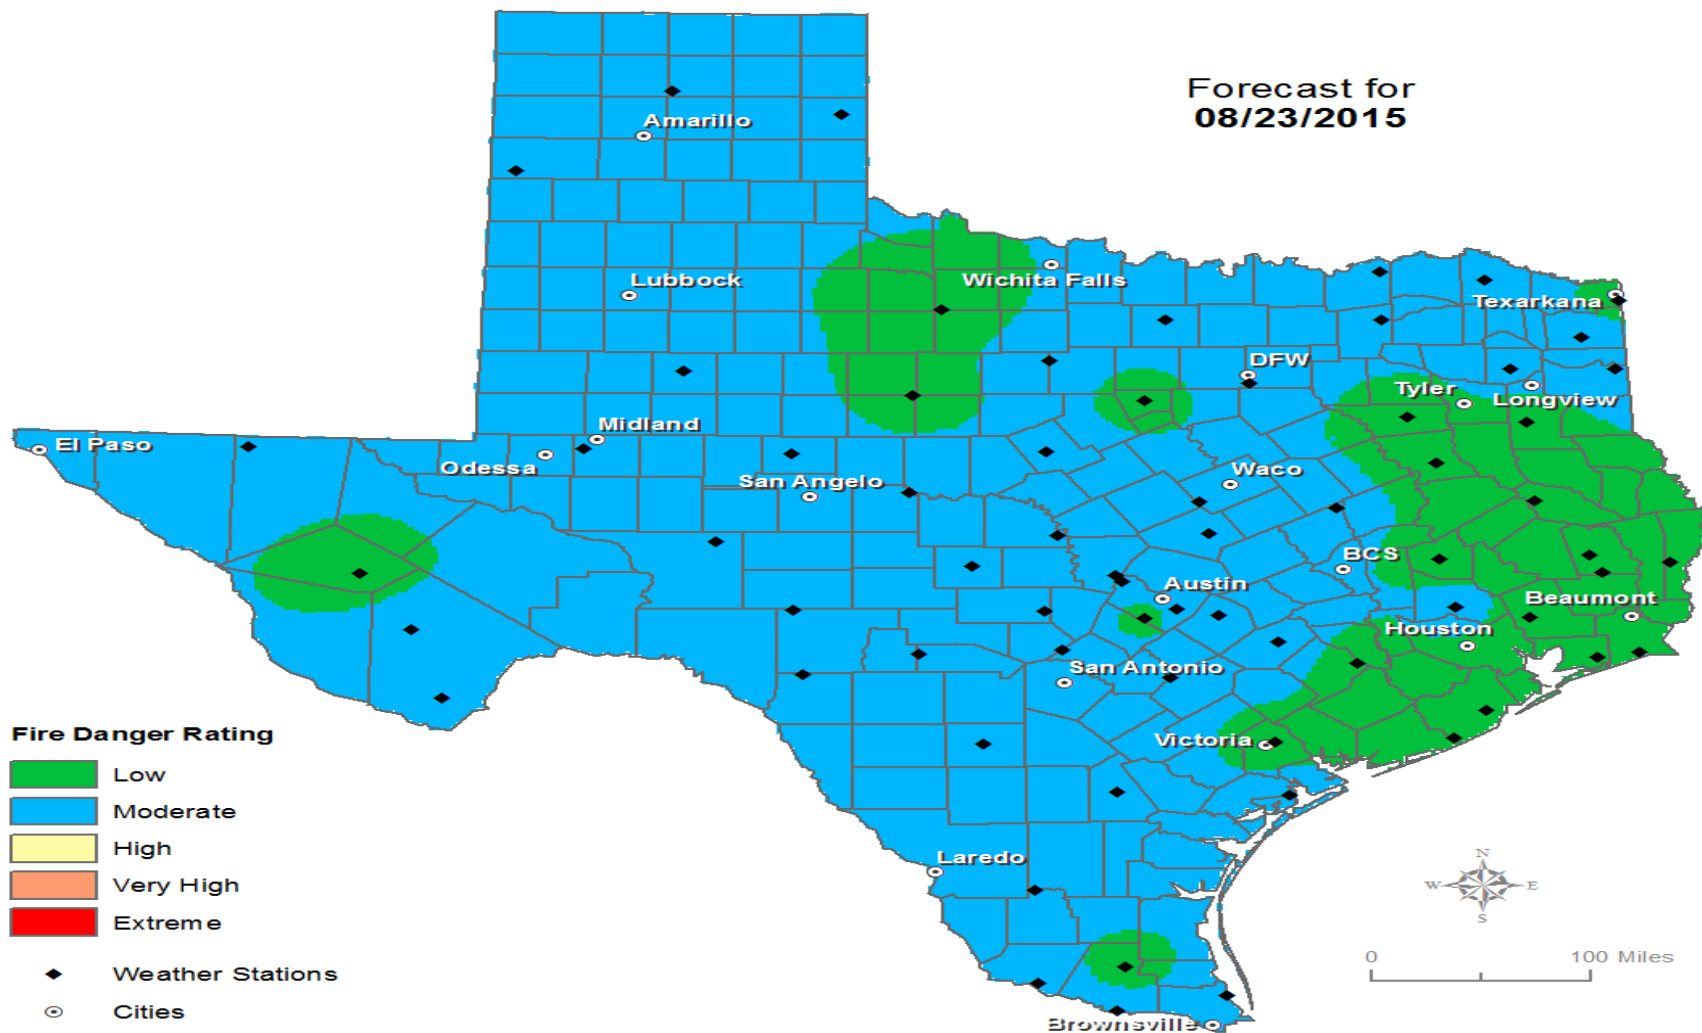 Forecast for
08/23/2015
Amarillo
Lubbock
Wichita Falls
Texarkana
DFW
Tyler
Longview
El Paso
Midland
Odessa
San Angelo
Waco
BCS
Austin
Beaumont
Houston
San Antonio
Victoria
Laredo
Brownsville
Fire Danger Rating
Low
Moderate
High
Very High
Extreme
Weather Stations
Cities
N
W E
S
0 100 Miles